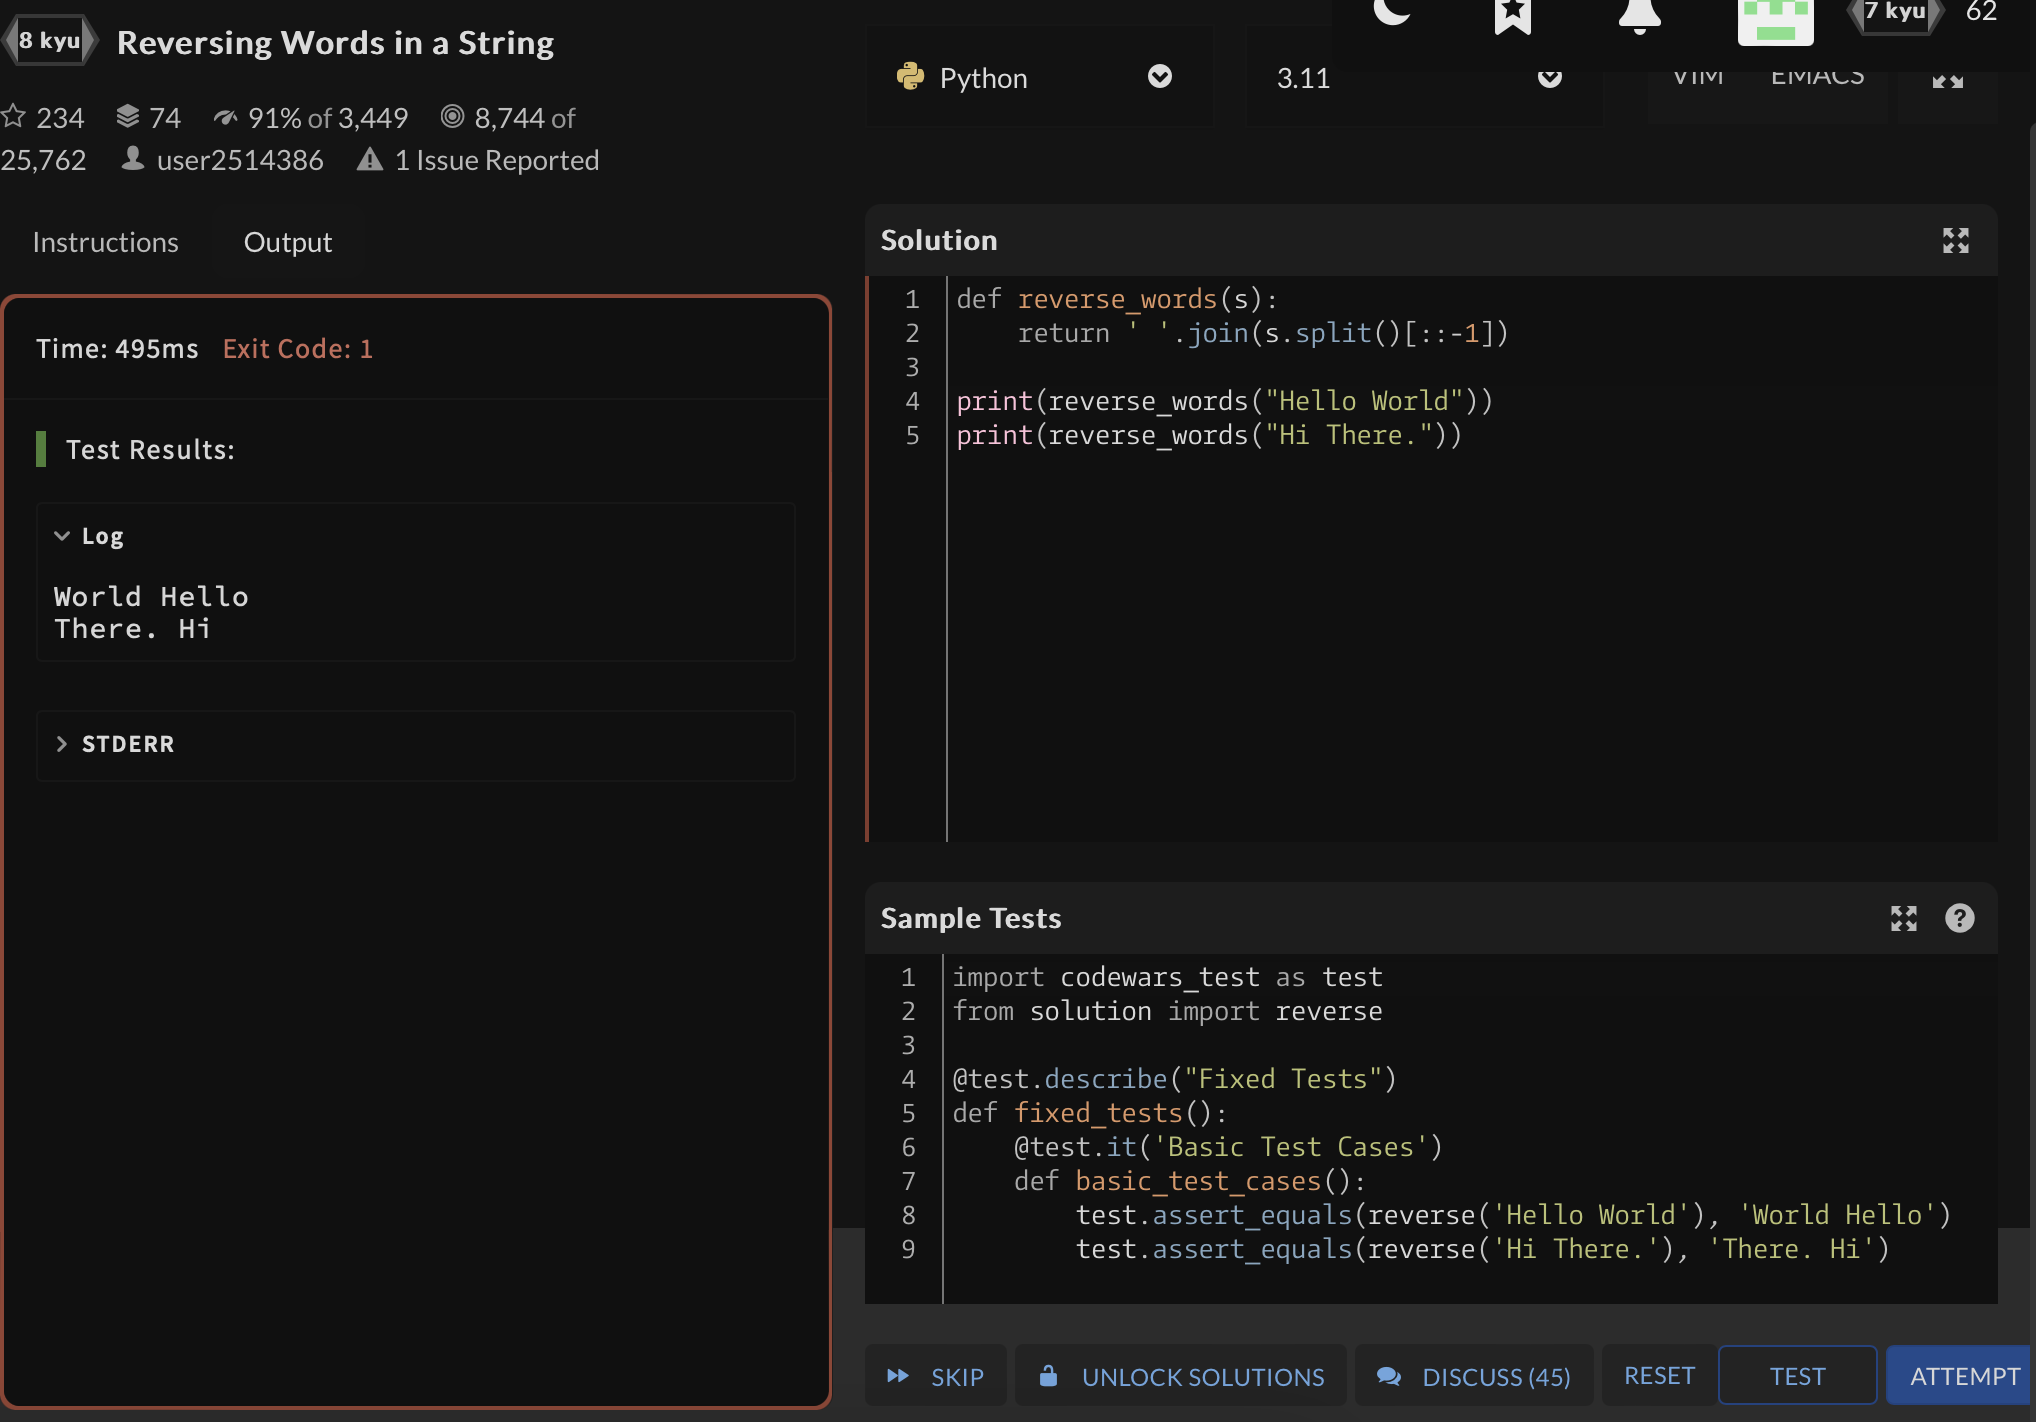 8 kyu Reversing Words in a String
234 74 91% of 3,449 8,744 of
25,762 user2514386 1 Issue Reported
Instructions Output
Time: 495ms Exit Code: 1
Test Results:
Log
World Hello
There. Hi
STDERR
7 kyu 62
Python 3.11 VIM EMACS
Solution
1 def reverse_words(s):
2     return ' '.join(s.split()[::-1])
3
4 print(reverse_words("Hello World"))
5 print(reverse_words("Hi There."))
Sample Tests
1 import codewars_test as test
2 from solution import reverse
3
4 @test.describe("Fixed Tests")
5 def fixed_tests():
6     @test.it('Basic Test Cases')
7     def basic_test_cases():
8         test.assert_equals(reverse('Hello World'), 'World Hello')
9         test.assert_equals(reverse('Hi There.'), 'There. Hi')
SKIP UNLOCK SOLUTIONS DISCUSS (45) RESET TEST ATTEMPT